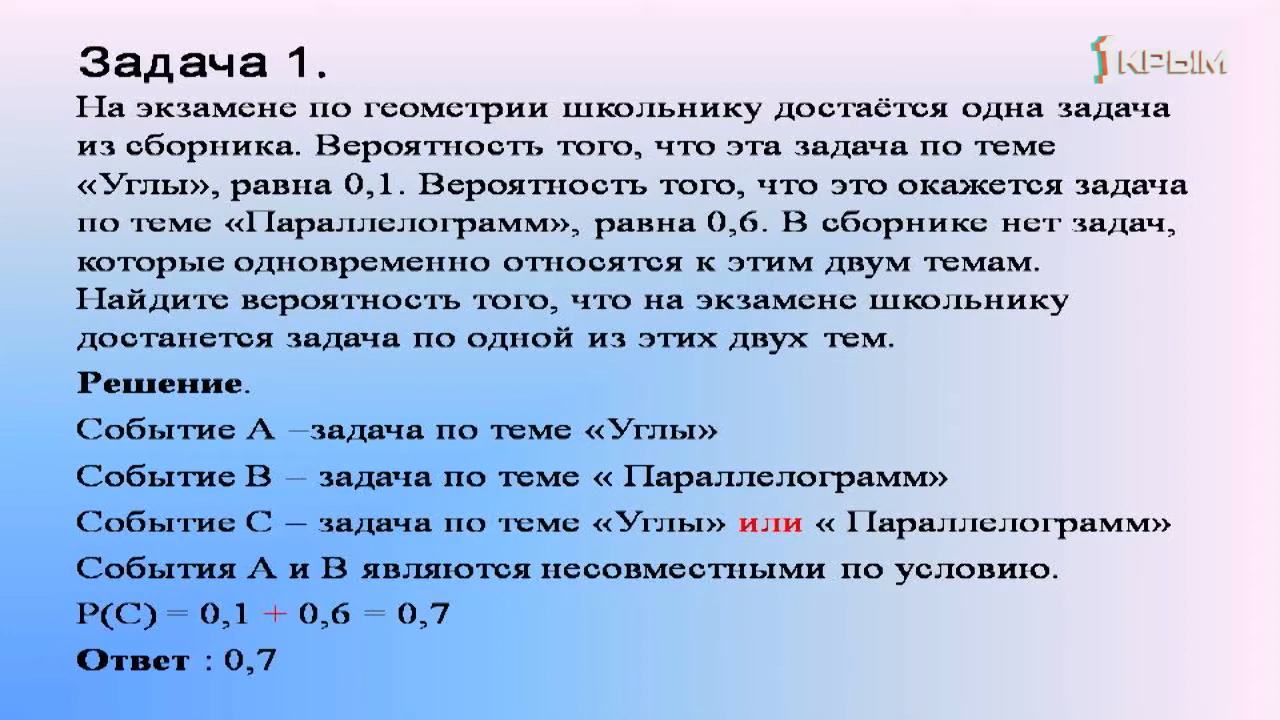 Задача 1.
КРЫМ
На экзамене по геометрии школьнику достаётся одна задача
из сборника. Вероятность того, что эта задача по теме
«Углы», равна 0,1. Вероятность того, что это окажется задача
по теме «Параллелограмм», равна 0,6. В сборнике нет задач,
которые одновременно относятся к этим двум темам.
Найдите вероятность того, что на экзамене школьнику
достанется задача по одной из этих двух тем.
Решение.
Событие А –задача по теме «Углы»
Событие В – задача по теме « Параллелограмм»
Событие С – задача по теме «Углы» или « Параллелограмм»
События А и В являются несовместными по условию.
Р(С) = 0,1 + 0,6 = 0,7
Ответ : 0,7